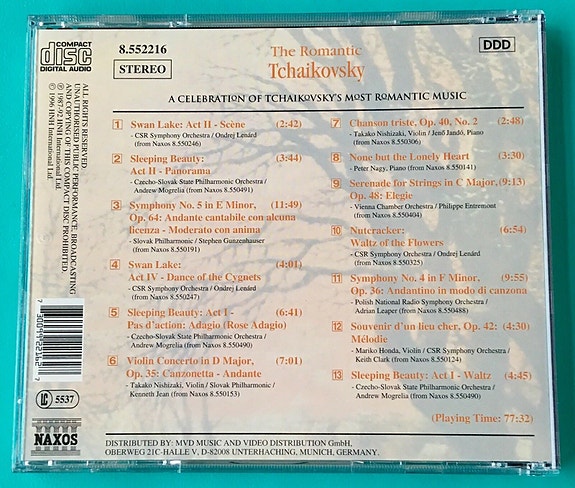 COMPACT
disc
DIGITAL AUDIO
8.552216
STEREO
The Romantic
Tchaikovsky
DDD
A CELEBRATION OF TCHAIKOVSKY'S MOST ROMANTIC MUSIC
1 Swan Lake: Act II - Scène (2:42)
- CSR Symphony Orchestra / Ondrej Lenárd
(from Naxos 8.550246)
2 Sleeping Beauty: (3:44)
Act II - Panorama
- Czecho-Slovak State Philharmonic Orchestra /
Andrew Mogrelia (from Naxos 8.550491)
3 Symphony No. 5 in E Minor, (11:49)
Op. 64: Andante cantabile con alcuna
licenza - Moderato con anima
- Slovak Philharmonic / Stephen Gunzenhauser
(from Naxos 8.550191)
4 Swan Lake: (4:01)
Act IV - Dance of the Cygnets
- CSR Symphony Orchestra / Ondrej Lenárd
(from Naxos 8.550247)
5 Sleeping Beauty: Act I - (6:41)
Pas d'action: Adagio (Rose Adagio)
- Czecho-Slovak State Philharmonic Orchestra /
Andrew Mogrelia (from Naxos 8.550490)
6 Violin Concerto in D Major, (7:01)
Op. 35: Canzonetta - Andante
- Takako Nishizaki, Violin / Slovak Philharmonic /
Kenneth Jean (from Naxos 8.550153)
7 Chanson triste, Op. 40, No. 2 (2:48)
- Takako Nishizaki, Violin / Jenő Jandó, Piano
(from Naxos 8.550306)
8 None but the Lonely Heart (3:30)
- Peter Nagy, Piano (from Naxos 8.550141)
9 Serenade for Strings in C Major, (9:13)
Op. 48: Elegie
- Vienna Chamber Orchestra / Philippe Entremont
(from Naxos 8.550404)
10 Nutcracker: (6:54)
Waltz of the Flowers
- CSR Symphony Orchestra / Ondrej Lenárd
(from Naxos 8.550325)
11 Symphony No. 4 in F Minor, (9:55)
Op. 36: Andantino in modo di canzona
- Polish National Radio Symphony Orchestra /
Adrian Leaper (from Naxos 8.550488)
12 Souvenir d'un lieu cher, Op. 42: (4:30)
Mélodie
- Mariko Honda, Violin / CSR Symphony Orchestra /
Keith Clark (from Naxos 8.550124)
13 Sleeping Beauty: Act I - Waltz (4:45)
- Czecho-Slovak State Philharmonic Orchestra /
Andrew Mogrelia (from Naxos 8.550490)
(Playing Time: 77:32)
ALL RIGHTS RESERVED.
UNAUTHORISED PUBLIC PERFORMANCE, BROADCASTING
AND COPYING OF THIS COMPACT DISC PROHIBITED.
℗ 1987-92 HNH International Ltd.
© 1996 HNH International Ltd.
LC 5537
NAXOS
DISTRIBUTED BY: MVD MUSIC AND VIDEO DISTRIBUTION GmbH,
OBERWEG 21C-HALLE V, D-82008 UNTERHACHING, MUNICH, GERMANY.